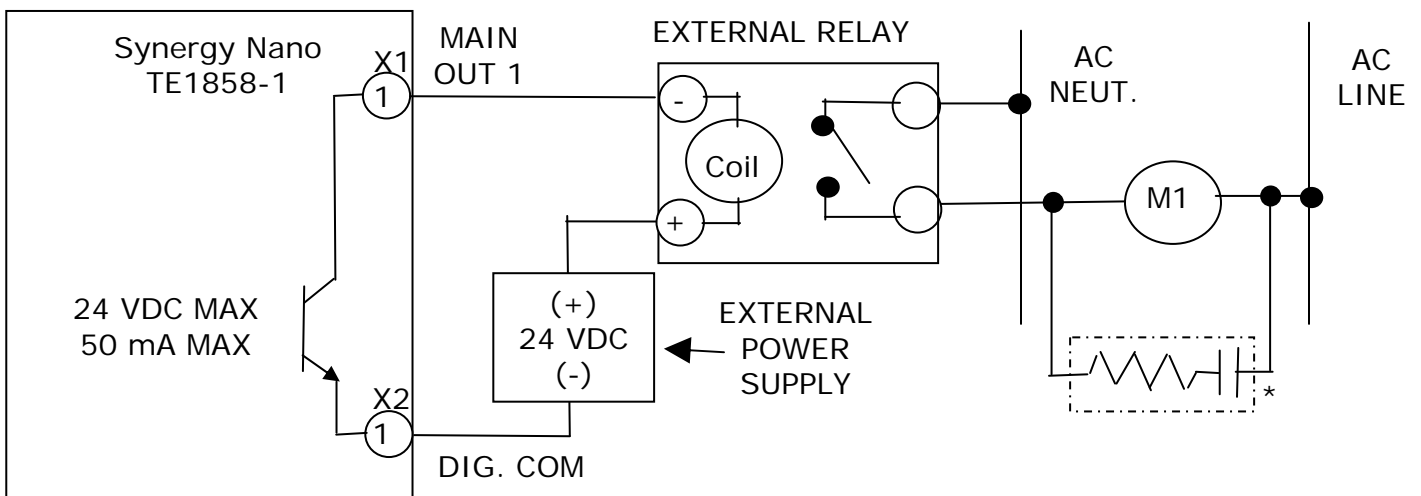 Synergy Nano
TE1858-1
X1
1
MAIN
OUT 1
EXTERNAL RELAY
-
Coil
+
AC
NEUT.
AC
LINE
M1
24 VDC MAX
50 mA MAX
(+)
24 VDC
(-)
EXTERNAL
POWER
SUPPLY
*
X2
1
DIG. COM